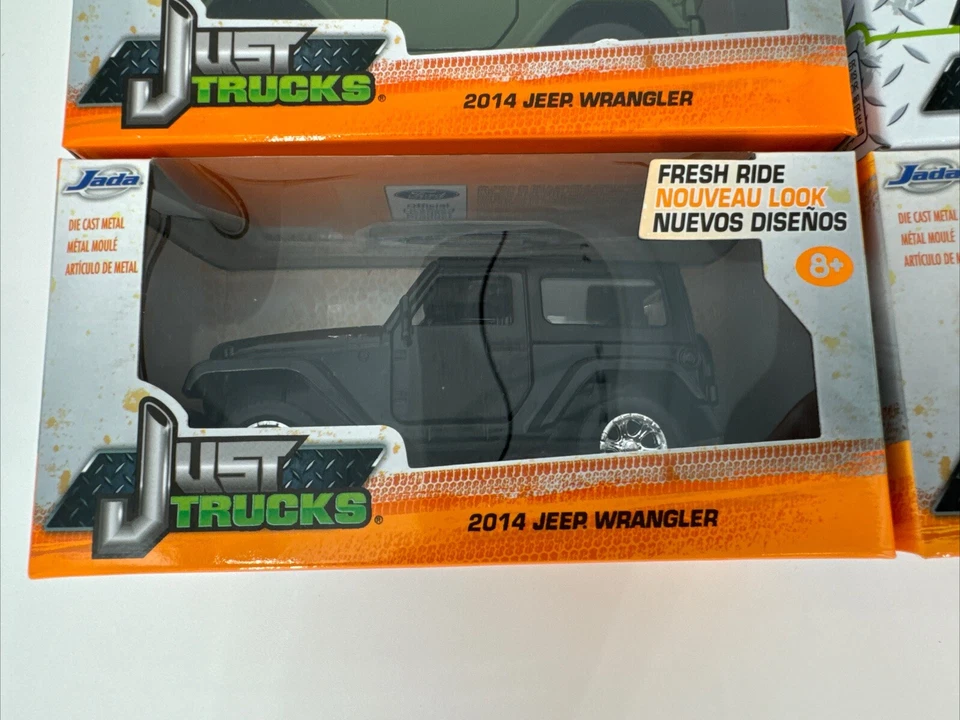 JUST
TRUCKS®
2014 JEEP WRANGLER
Jada
DIE CAST METAL
MÉTAL MOULÉ
ARTÍCULO DE METAL
Ford
FRESH RIDE
NOUVEAU LOOK
NUEVOS DISEÑOS
8+
JUST
TRUCKS®
2014 JEEP WRANGLER
Jada
DIE CAST METAL
MÉTAL MOULÉ
ARTÍCULO DE